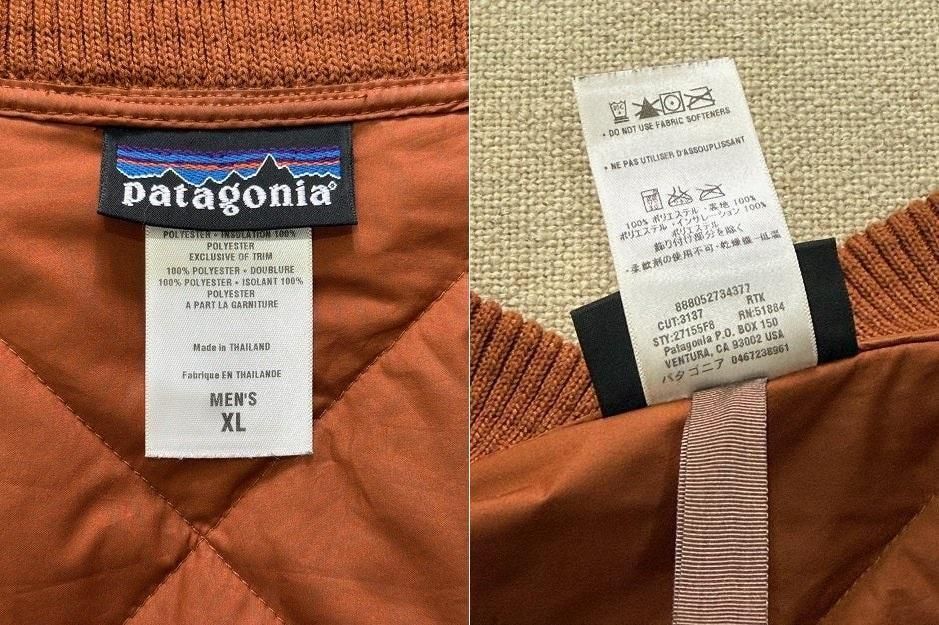 patagonia
POLYESTER • INSULATION 100%
POLYESTER
EXCLUSIVE OF TRIM
100% POLYESTER • DOUBLURE
100% POLYESTER • ISOLANT 100%
POLYESTER
A PART LA GARNITURE
Made in THAILAND
Fabriqué EN THAILANDE
MEN'S
XL
• DO NOT USE FABRIC SOFTENERS
• NE PAS UTILISER D'ASSOUPLISSANT
100% ポリエステル・裏地 100%
ポリエステル・インサレーション 100%
ポリエステル
飾り付け部分を除く
・柔軟剤の使用不可・乾燥機―低温
888052734377
CUT:3137 RTK
STY:27155F8 RN:51884
Patagonia P.O. BOX 150
VENTURA, CA 93002 USA
パタゴニア 0467238961